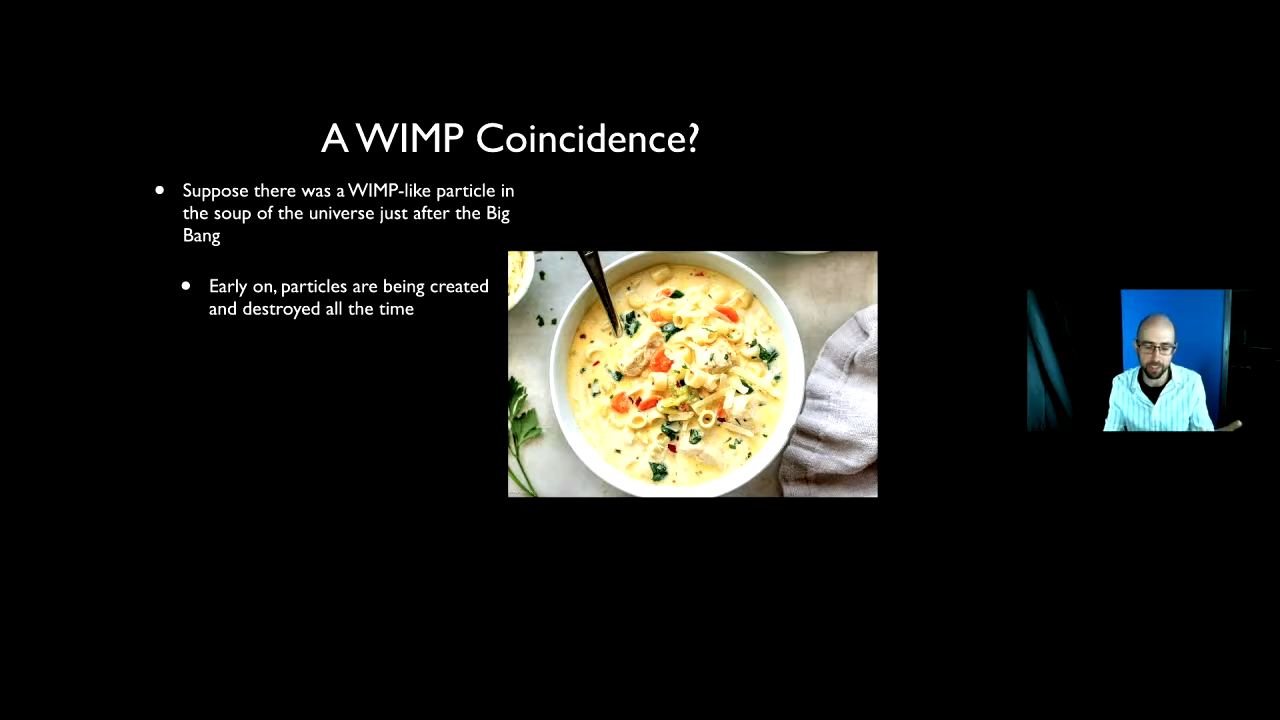 A WIMP Coincidence?
• Suppose there was a WIMP-like particle in
the soup of the universe just after the Big
Bang
• Early on, particles are being created
and destroyed all the time